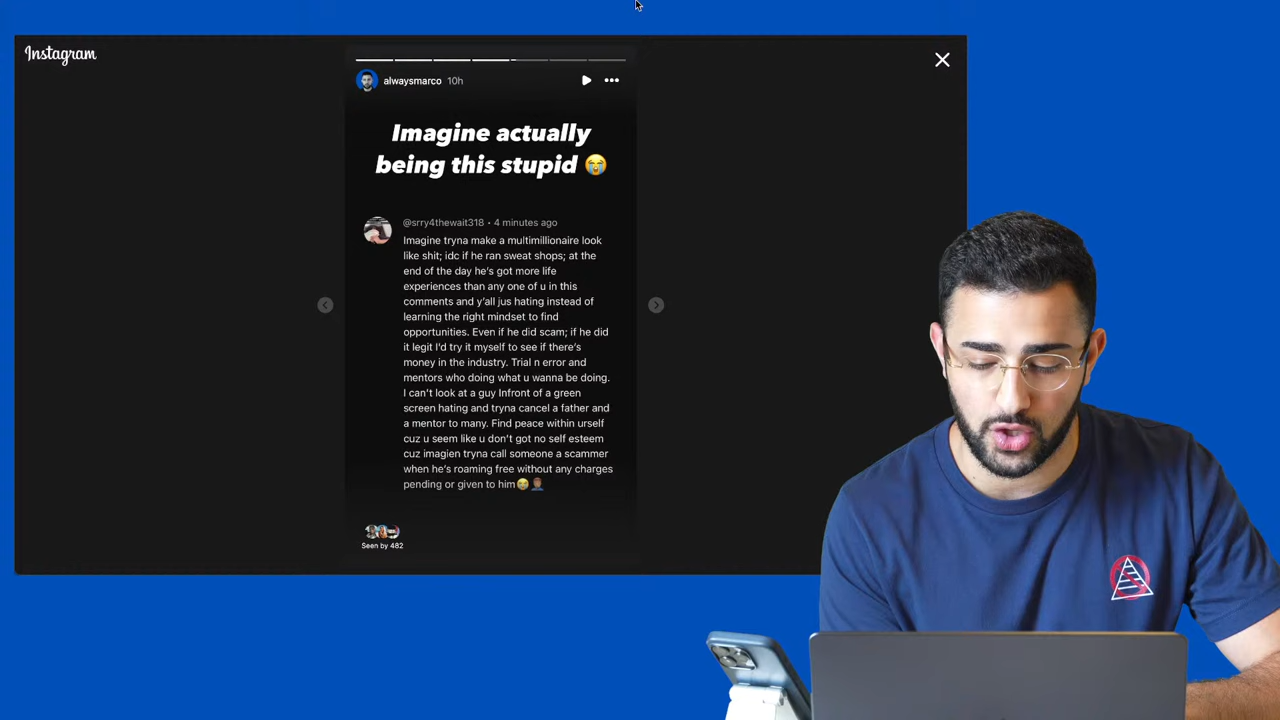 Instagram
alwaysmarco 10h
Imagine actually
being this stupid 😭
@srry4thewait318 • 4 minutes ago
Imagine tryna make a multimillionaire look
like shit; idc if he ran sweat shops; at the
end of the day he's got more life
experiences than any one of u in this
comments and y'all jus hating instead of
learning the right mindset to find
opportunities. Even if he did scam; if he did
it legit I'd try it myself to see if there's
money in the industry. Trial n error and
mentors who doing what u wanna be doing.
I can't look at a guy Infront of a green
screen hating and tryna cancel a father and
a mentor to many. Find peace within urself
cuz u seem like u don't got no self esteem
cuz imagien tryna call someone a scammer
when he's roaming free without any charges
pending or given to him😂🤦🏽‍♂️
Seen by 482